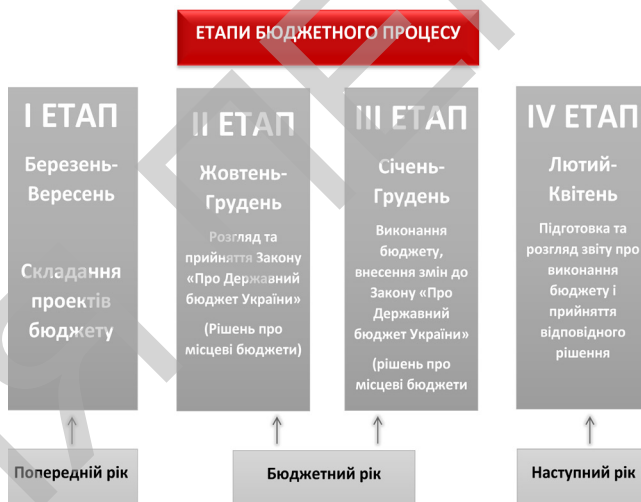 ЕТАПИ БЮДЖЕТНОГО ПРОЦЕСУ
І ЕТАП
Березень-
Вересень
Складання
проектів
бюджету
ІІ ЕТАП
Жовтень-
Грудень
Розгляд та
прийняття Закону
«Про Державний
бюджет України»
(Рішень про
місцеві бюджети)
ІІІ ЕТАП
Січень-
Грудень
Виконання
бюджету,
внесення змін до
Закону «Про
Державний
бюджет України»
(рішень про
місцеві бюджети
IV ЕТАП
Лютий-
Квітень
Підготовка та
розгляд звіту про
виконання
бюджету і
прийняття
відповідного
рішення
Попередній рік
Бюджетний рік
Наступний рік